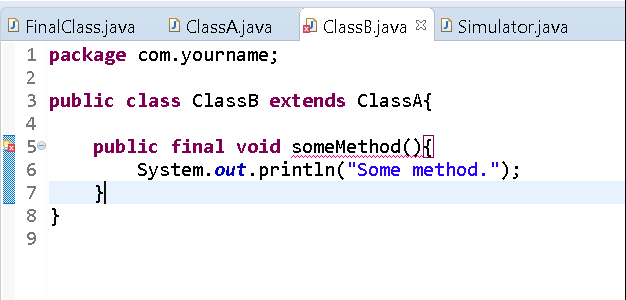 FinalClass.java ClassA.java ClassB.java Simulator.java
1 package com.yourname;
2
3 public class ClassB extends ClassA{
4
5 public final void someMethod(){
6 System.out.println("Some method.");
7 }
8 }
9